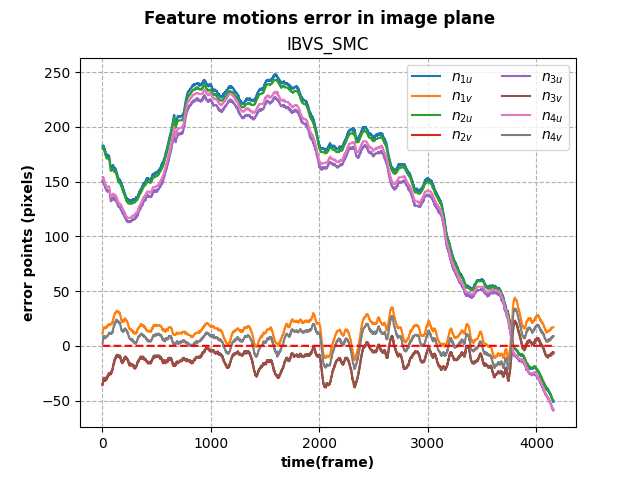 Feature motions error in image plane
IBVS_SMC
250
200
150
100
50
0
−50
error points (pixels)
n1u
n1v
n2u
n2v
n3u
n3v
n4u
n4v
0 1000 2000 3000 4000
time(frame)